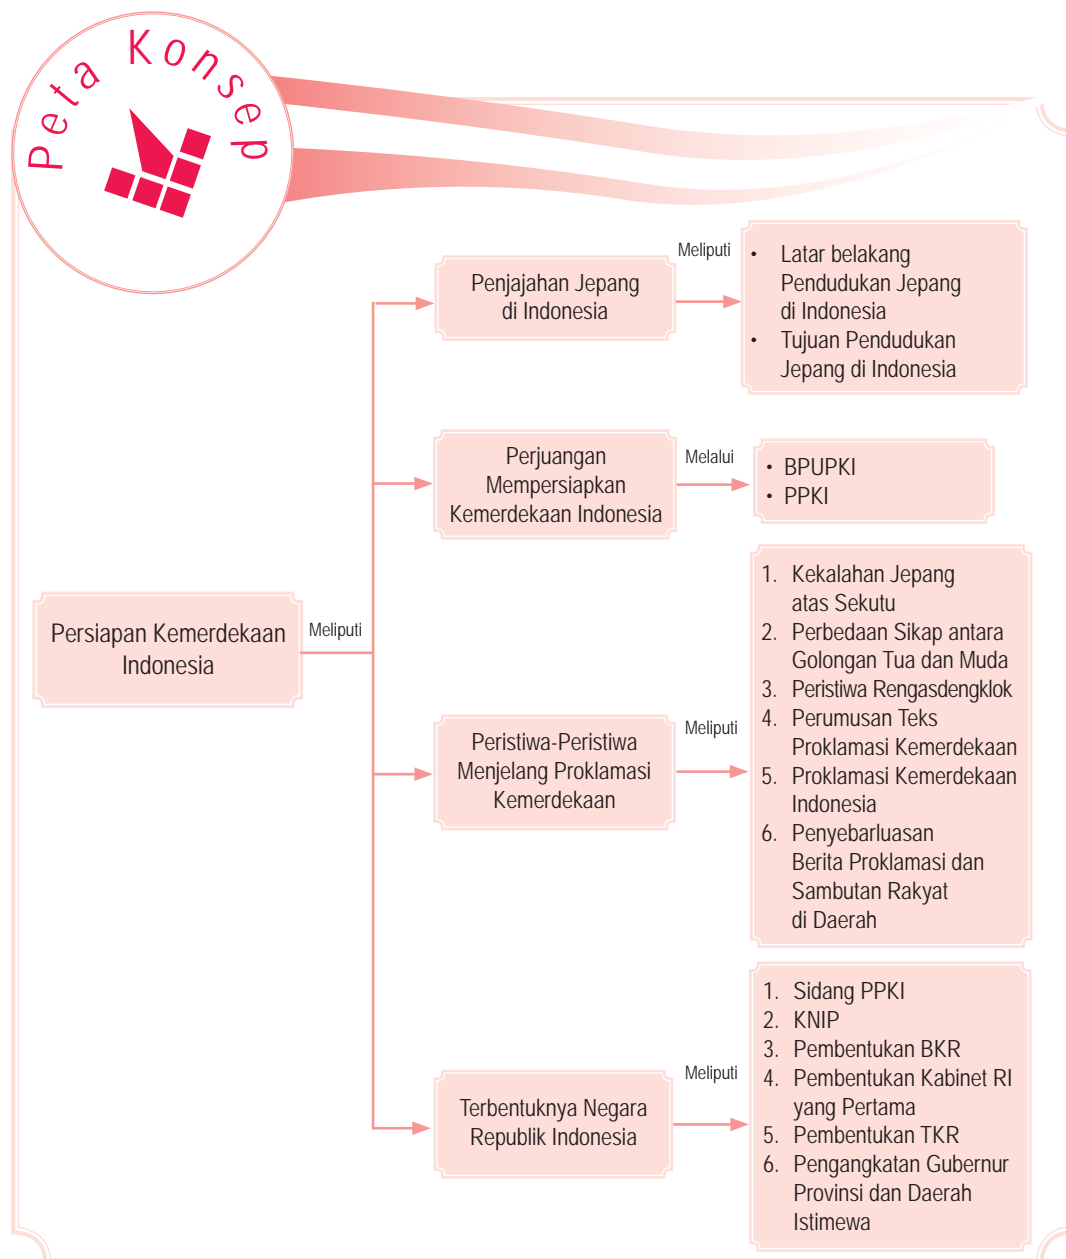 Peta Konsep
Meliputi
Penjajahan Jepang
di Indonesia
• Latar belakang
Pendudukan Jepang
di Indonesia
• Tujuan Pendudukan
Jepang di Indonesia
Perjuangan
Mempersiapkan
Kemerdekaan Indonesia
Melalui
• BPUPKI
• PPKI
Persiapan Kemerdekaan
Indonesia
Meliputi
Peristiwa-Peristiwa
Menjelang Proklamasi
Kemerdekaan
Meliputi
1. Kekalahan Jepang
atas Sekutu
2. Perbedaan Sikap antara
Golongan Tua dan Muda
3. Peristiwa Rengasdengklok
4. Perumusan Teks
Proklamasi Kemerdekaan
5. Proklamasi Kemerdekaan
Indonesia
6. Penyebarluasan
Berita Proklamasi dan
Sambutan Rakyat
di Daerah
Terbentuknya Negara
Republik Indonesia
Meliputi
1. Sidang PPKI
2. KNIP
3. Pembentukan BKR
4. Pembentukan Kabinet RI
yang Pertama
5. Pembentukan TKR
6. Pengangkatan Gubernur
Provinsi dan Daerah
Istimewa